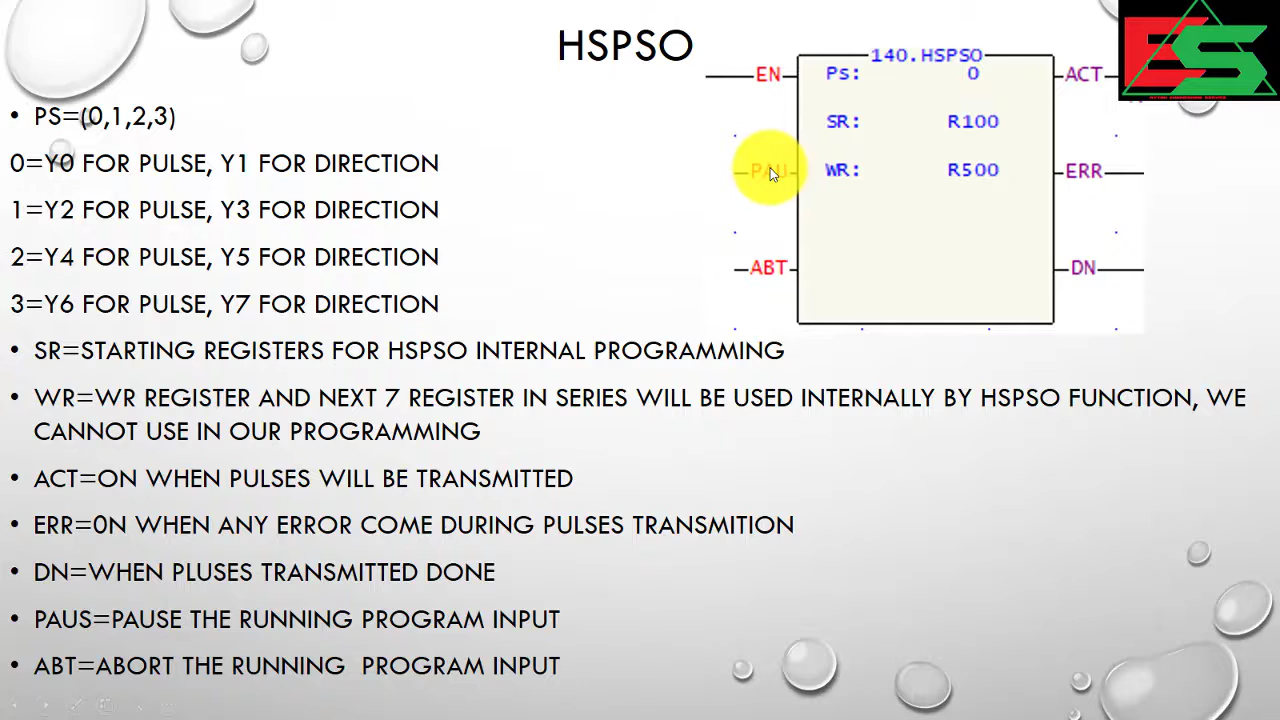 HSPSO
• PS=(0,1,2,3)
0=Y0 FOR PULSE, Y1 FOR DIRECTION
1=Y2 FOR PULSE, Y3 FOR DIRECTION
2=Y4 FOR PULSE, Y5 FOR DIRECTION
3=Y6 FOR PULSE, Y7 FOR DIRECTION
• SR=STARTING REGISTERS FOR HSPSO INTERNAL PROGRAMMING
• WR=WR REGISTER AND NEXT 7 REGISTER IN SERIES WILL BE USED INTERNALLY BY HSPSO FUNCTION, WE
CANNOT USE IN OUR PROGRAMMING
• ACT=ON WHEN PULSES WILL BE TRANSMITTED
• ERR=0N WHEN ANY ERROR COME DURING PULSES TRANSMITION
• DN=WHEN PLUSES TRANSMITTED DONE
• PAUS=PAUSE THE RUNNING PROGRAM INPUT
• ABT=ABORT THE RUNNING PROGRAM INPUT
140.HSPSO
EN Ps: 0 ACT
SR: R100
PAU WR: R500 ERR
ABT DN
ES